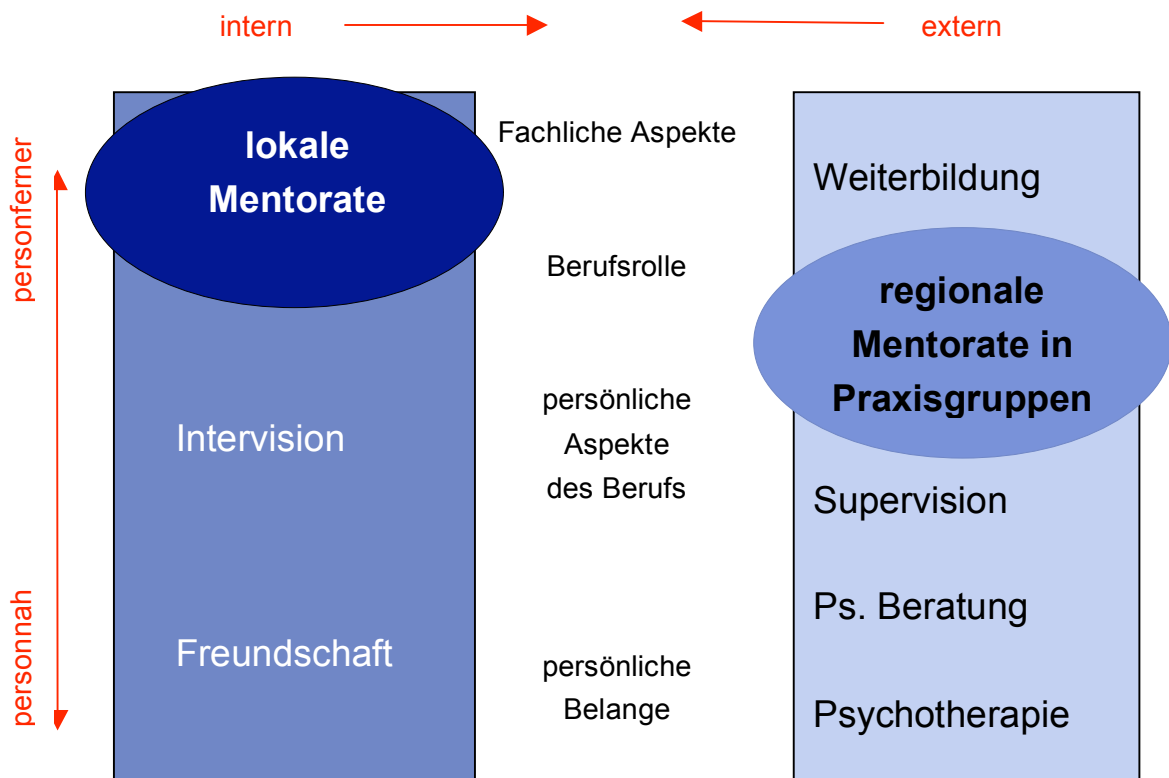 intern
extern
personferner
personnah
lokale
Mentorate
Intervision
Freundschaft
Fachliche Aspekte
Berufsrolle
persönliche
Aspekte
des Berufs
persönliche
Belange
Weiterbildung
regionale
Mentorate in
Praxisgruppen
Supervision
Ps. Beratung
Psychotherapie